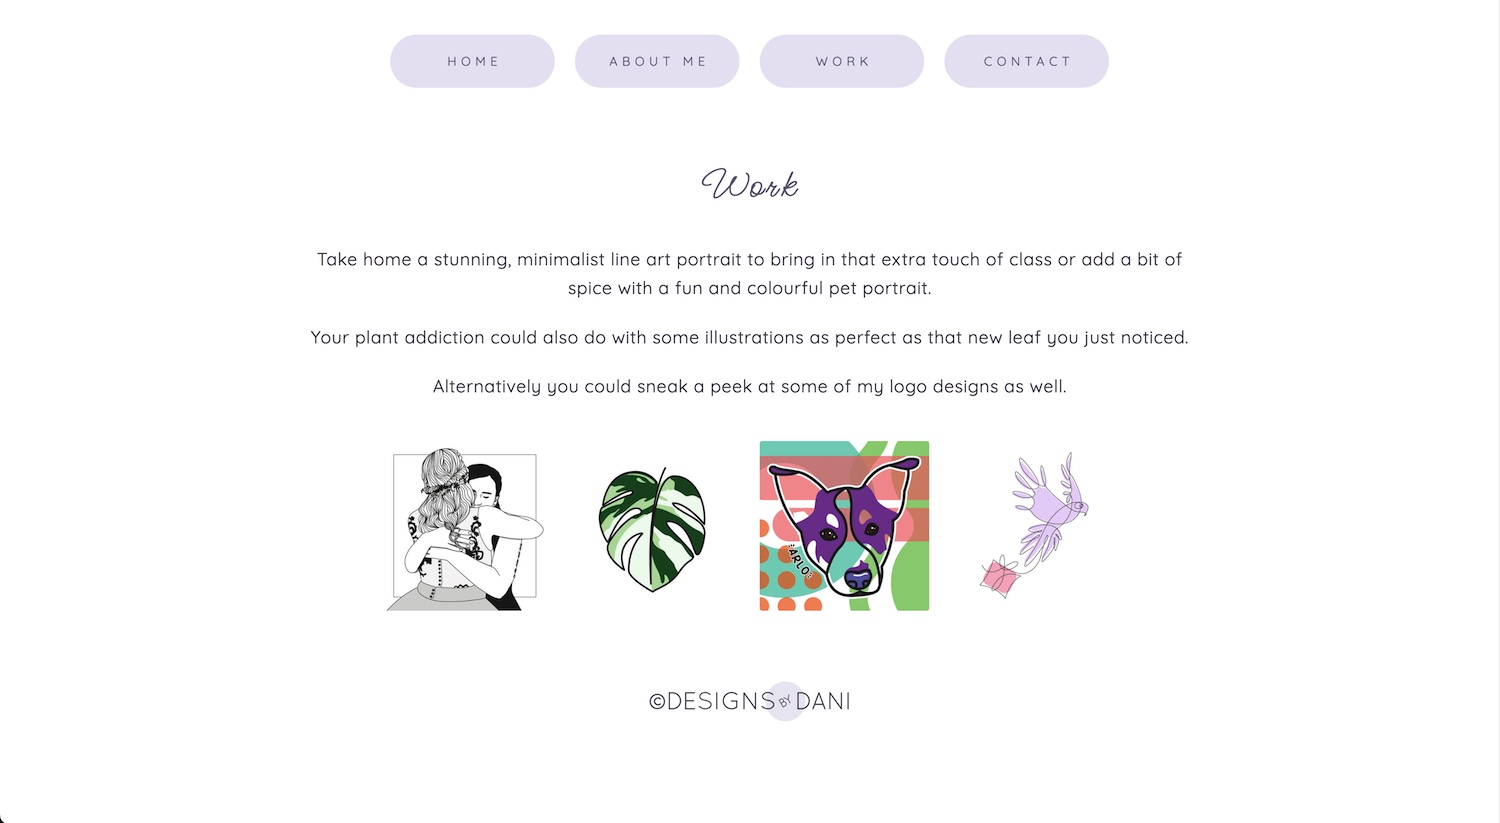 HOME
ABOUT ME
WORK
CONTACT
Work
Take home a stunning, minimalist line art portrait to bring in that extra touch of class or add a bit of
spice with a fun and colourful pet portrait.
Your plant addiction could also do with some illustrations as perfect as that new leaf you just noticed.
Alternatively you could sneak a peek at some of my logo designs as well.
ARLO
©DESIGNS BY DANI